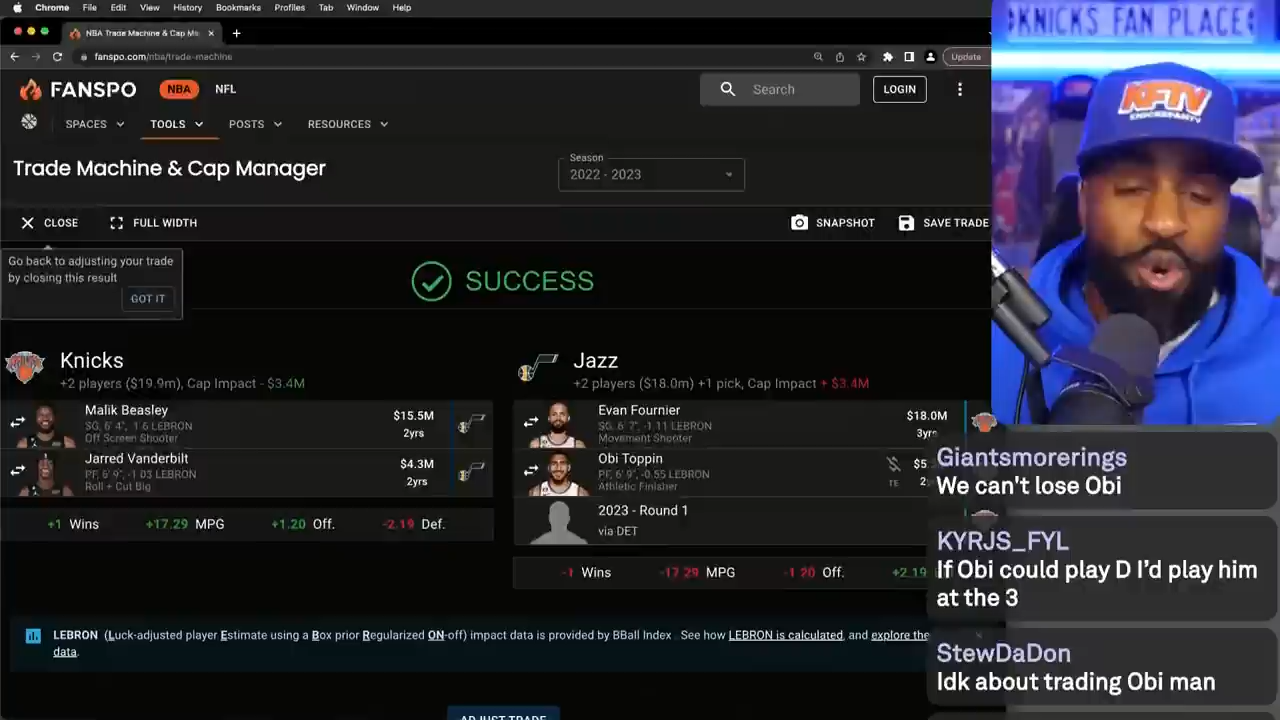 Chrome File Edit View History Bookmarks Profiles Tab Window Help
NBA Trade Machine & Cap Ma
fanspo.com/nba/trade-machine
Update
FANSPO NBA NFL
Search
LOGIN
SPACES TOOLS POSTS RESOURCES
Trade Machine & Cap Manager
Season
2022 - 2023
CLOSE FULL WIDTH SNAPSHOT SAVE TRADE
Go back to adjusting your trade
by closing this result
GOT IT
SUCCESS
Knicks
+2 players ($19.9m), Cap Impact - $3.4M
Malik Beasley
SG, 6' 4", -1.6 LEBRON
Off Screen Shooter
$15.5M
2yrs
Jarred Vanderbilt
PF, 6' 9", -1.03 LEBRON
Roll + Cut Big
$4.3M
2yrs
+1 Wins +17.29 MPG +1.20 Off. -2.19 Def.
Jazz
+2 players ($18.0m) +1 pick, Cap Impact + $3.4M
Evan Fournier
SG, 6' 7", -1.11 LEBRON
Movement Shooter
$18.0M
3yrs
Obi Toppin
PF, 6' 9", -0.55 LEBRON
Athletic Finisher
TE
$5.
2
2023 - Round 1
via DET
-1 Wins -17.29 MPG -1.20 Off. +2.19
LEBRON (Luck-adjusted player Estimate using a Box prior Regularized ON-off) impact data is provided by BBall Index. See how LEBRON is calculated, and explore the
data.
ADJUST TRADE
KNICKS FAN PLACE
KFTV
Giantsmorerings
We can't lose Obi
KYRJS_FYL
If Obi could play D I'd play him
at the 3
StewDaDon
Idk about trading Obi man